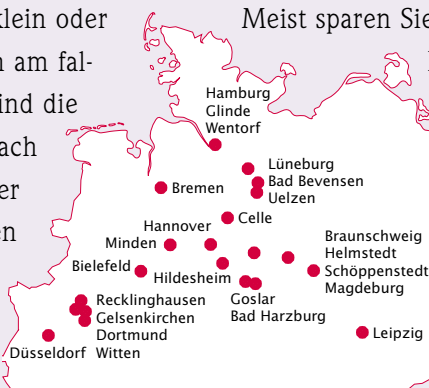 klein oder
n am fal-
ind die
ach
er
en
Meist sparen Sie
Hamburg
Glinde
Wentorf
Lüneburg
Bad Bevensen
Uelzen
Bremen
Celle
Hannover
Minden
Braunschweig
Helmstedt
Schöppenstedt
Magdeburg
Bielefeld
Hildesheim
Goslar
Bad Harzburg
Recklinghausen
Gelsenkirchen
Dortmund
Witten
Düsseldorf
Leipzig